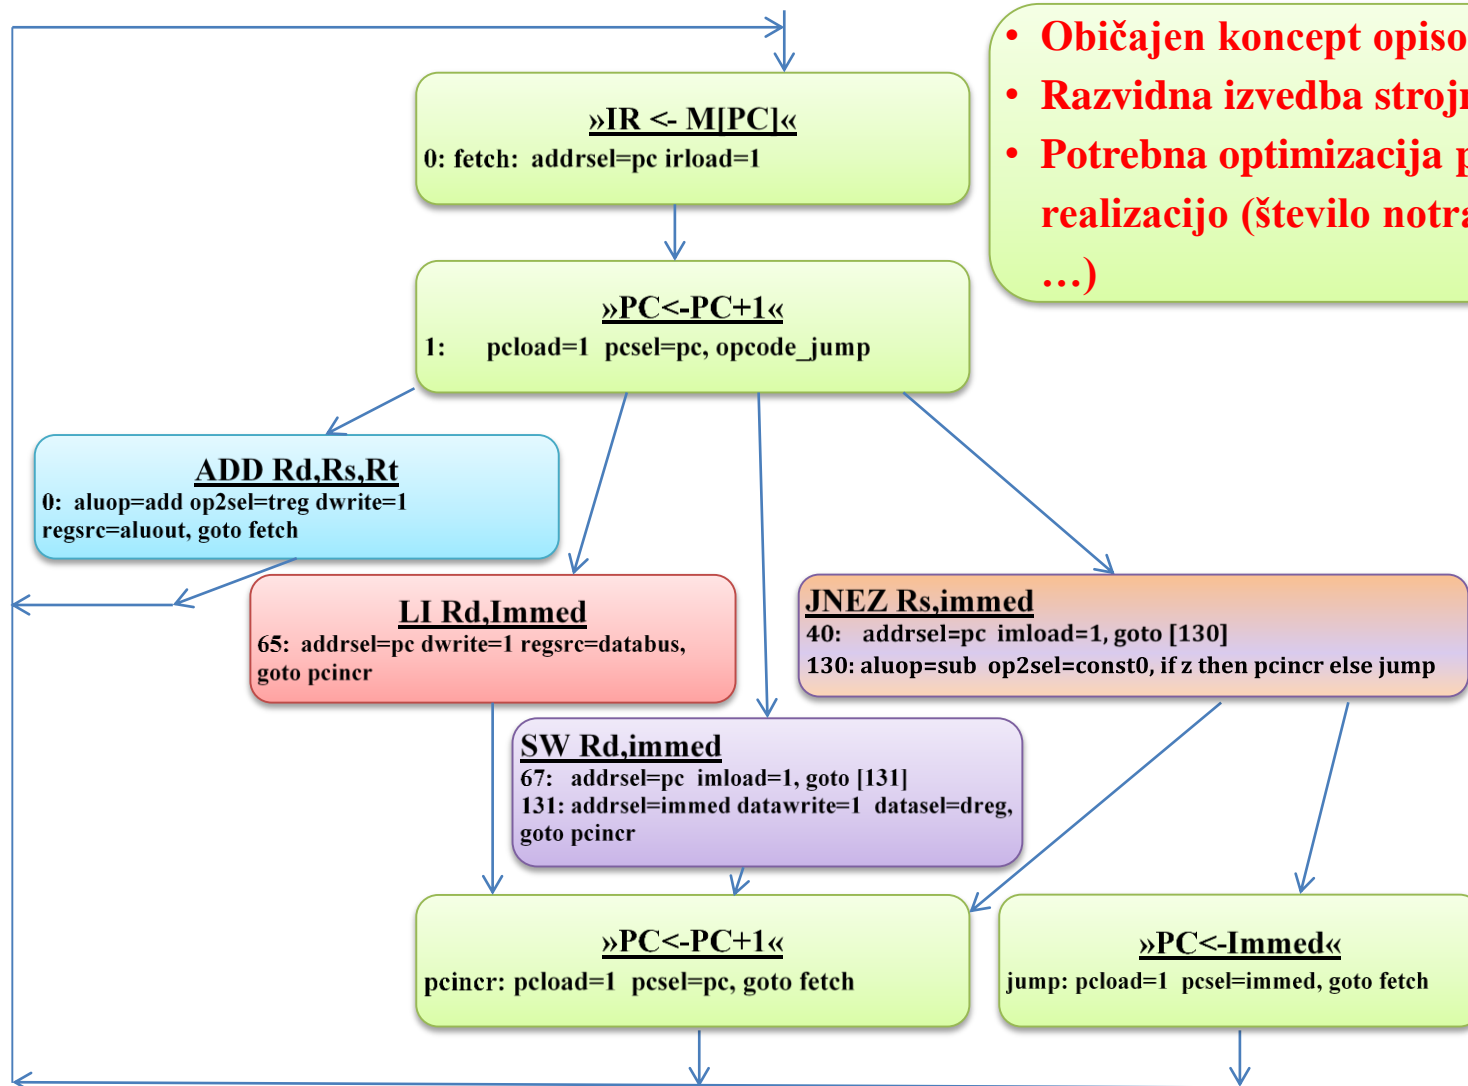 • Običajen koncept
• Razvidna izvedba
• Potrebna optimizacija
realizacijo (število
…)
»IR <- M[PC]«
0: fetch: addrsel=pc irload=1
»PC<-PC+1«
1: pcload=1 pcsel=pc, opcode_jump
ADD Rd,Rs,Rt
0: aluop=add op2sel=treg dwrite=1
regsrc=aluout, goto fetch
LI Rd,Immed
65: addrsel=pc dwrite=1 regsrc=databus,
goto pcincr
JNEZ Rs,immed
40: addrsel=pc imload=1, goto [130]
130: aluop=sub op2sel=const0, if z then pcincr else jump
SW Rd,immed
67: addrsel=pc imload=1, goto [131]
131: addrsel=immed datawrite=1 datasel=dreg,
goto pcincr
»PC<-PC+1«
pcincr: pcload=1 pcsel=pc, goto fetch
»PC<-Immed«
jump: pcload=1 pcsel=immed, goto fetch